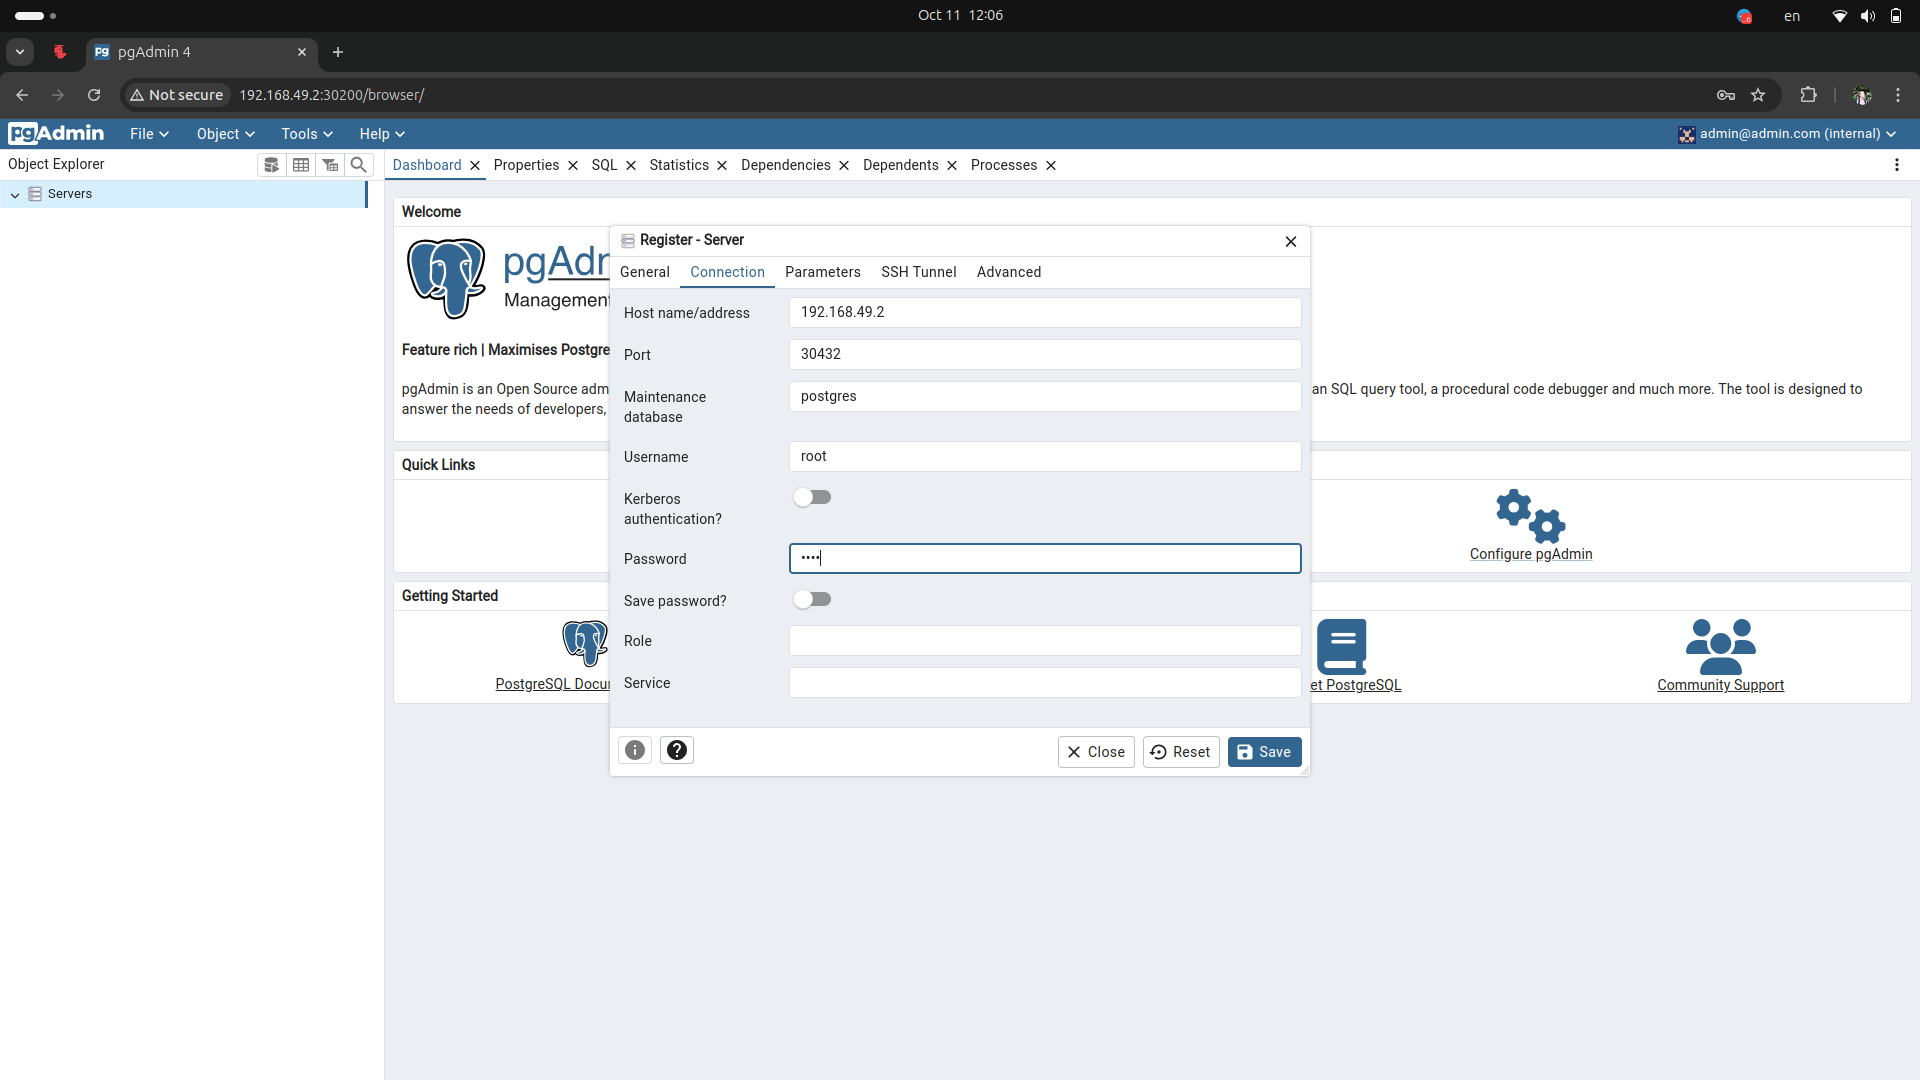 Oct 11 12:06
en
pgAdmin 4
Not secure 192.168.49.2:30200/browser/
pgAdmin File Object Tools Help admin@admin.com (internal)
Object Explorer
Servers
Dashboard Properties SQL Statistics Dependencies Dependents Processes
Welcome
pgAdr
Management
Feature rich | Maximises Postgre
pgAdmin is an Open Source adm
an SQL query tool, a procedural code debugger and much more. The tool is designed to
answer the needs of developers,
Quick Links
Configure pgAdmin
Getting Started
PostgreSQL Docu
et PostgreSQL
Community Support
Register - Server
General Connection Parameters SSH Tunnel Advanced
Host name/address 192.168.49.2
Port 30432
Maintenance
database
postgres
Username root
Kerberos
authentication?
Password ••••
Save password?
Role
Service
Close Reset Save